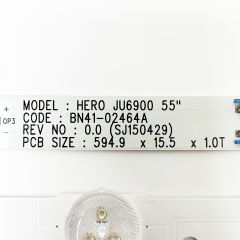 MODEL : HERO JU6900 55"
CODE : BN41-02464A
OP3
REV NO : 0.0 (SJ150429)
PCB SIZE : 594.9 x 15.5 x 1.0T